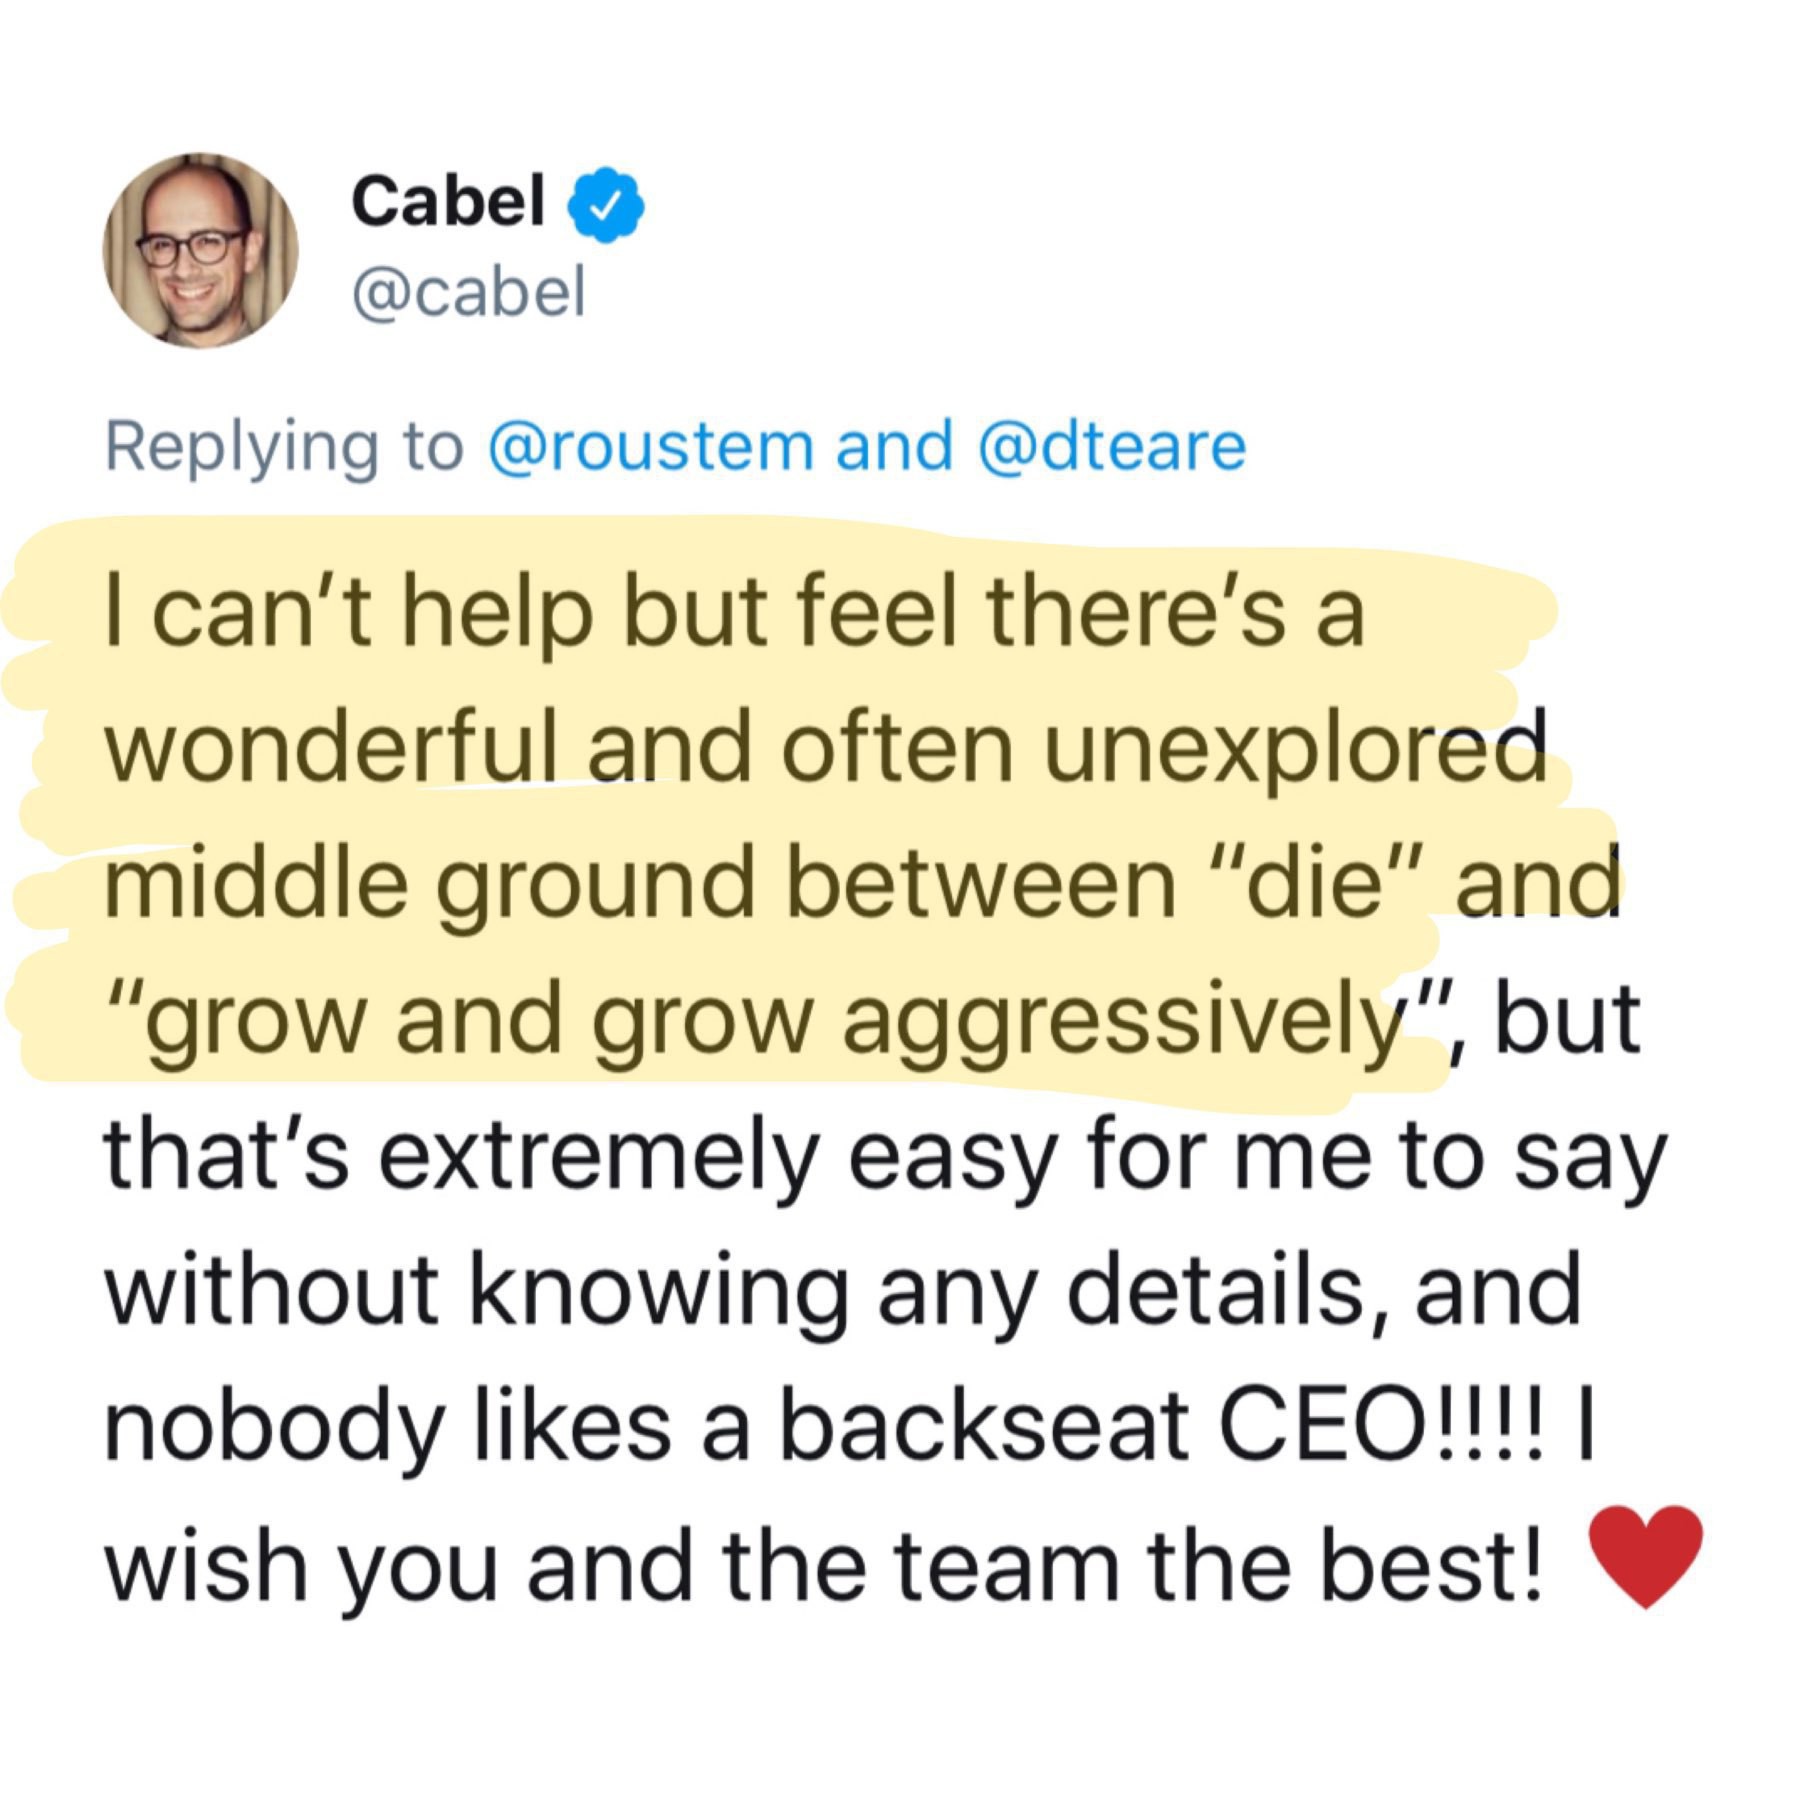 Cabel
@cabel
Replying to @roustem and @dteare
I can’t help but feel there’s a
wonderful and often unexplored
middle ground between “die” and
“grow and grow aggressively”, but
that’s extremely easy for me to say
without knowing any details, and
nobody likes a backseat CEO!!!! I
wish you and the team the best! ♥